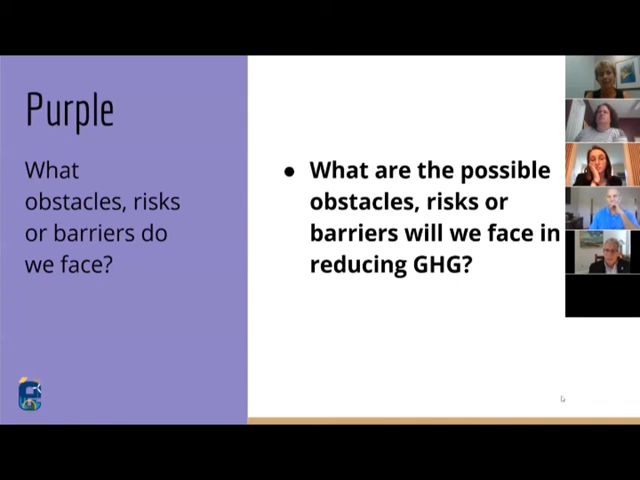 Purple
What
obstacles, risks
or barriers do
we face?
● What are the possible
obstacles, risks or
barriers will we face in
reducing GHG?